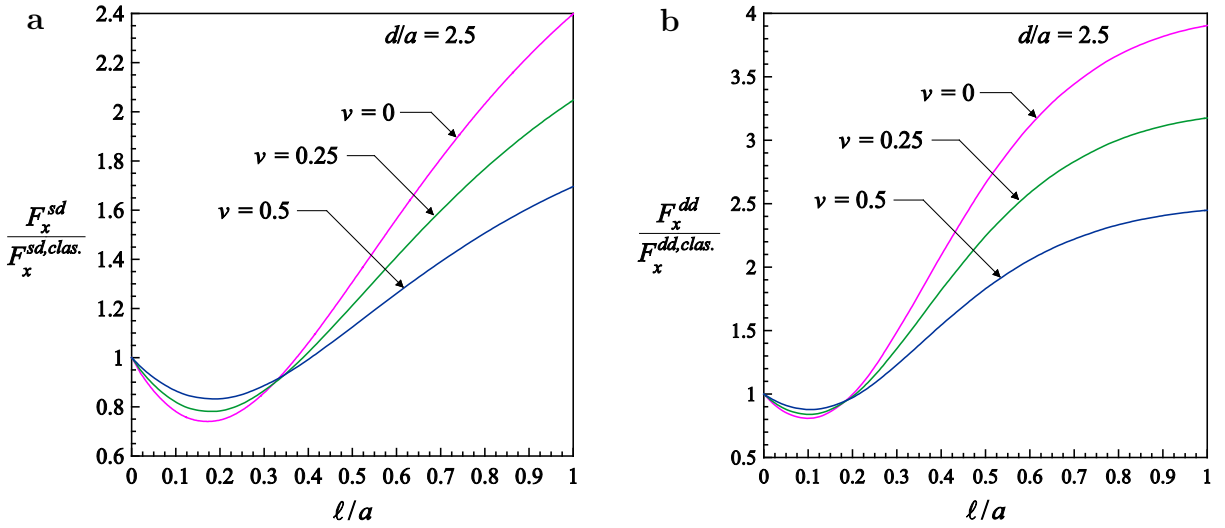 a
d/a = 2.5
ν = 0
ν = 0.25
ν = 0.5
F_x^{sd}
F_x^{sd,clas.}
2.4
2.2
2
1.8
1.6
1.4
1.2
1
0.8
0.6
0 0.1 0.2 0.3 0.4 0.5 0.6 0.7 0.8 0.9 1
ℓ/a
b
d/a = 2.5
ν = 0
ν = 0.25
ν = 0.5
F_x^{dd}
F_x^{dd,clas.}
4
3.5
3
2.5
2
1.5
1
0.5
0 0.1 0.2 0.3 0.4 0.5 0.6 0.7 0.8 0.9 1
ℓ/a